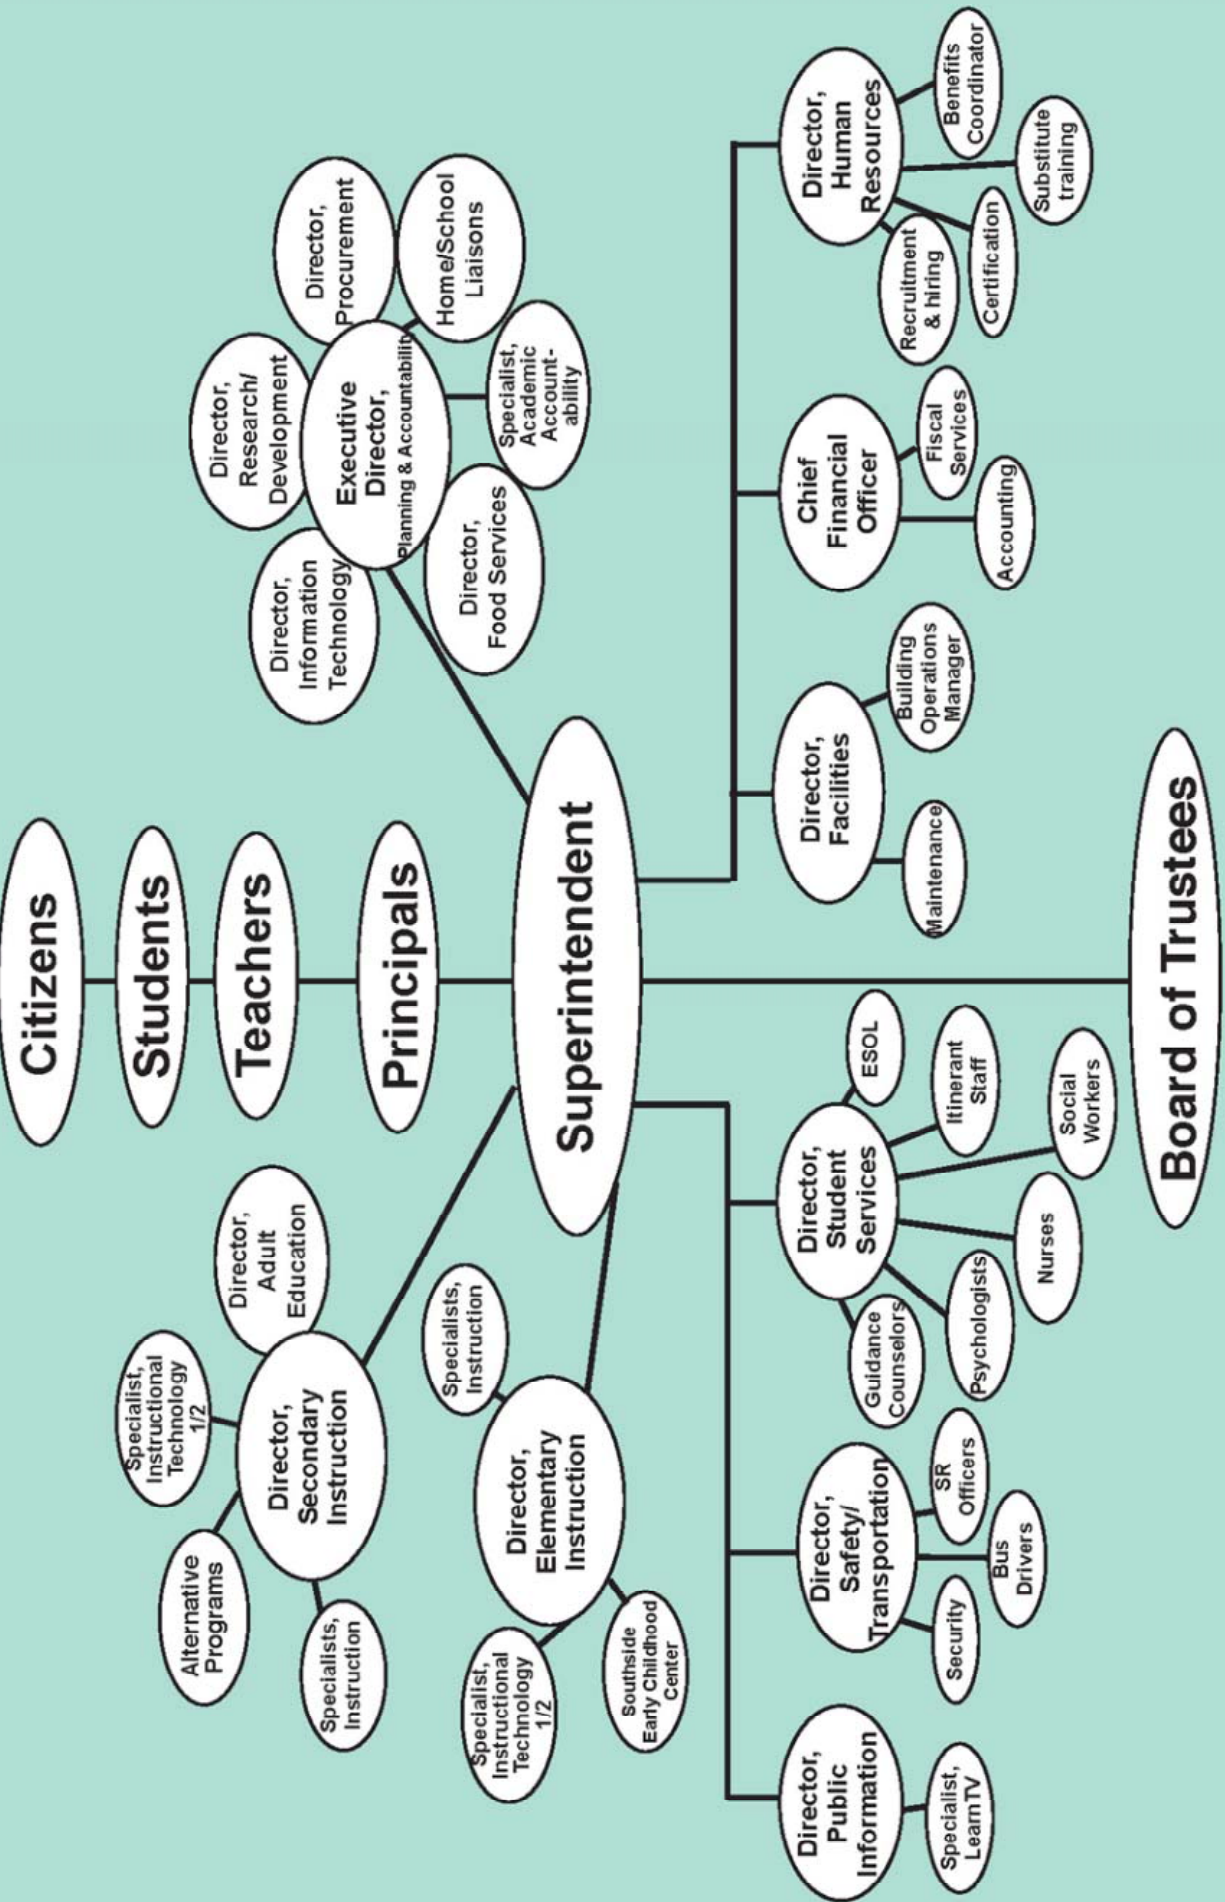 Citizens
Students
Teachers
Principals
Superintendent
Board of Trustees
Director,
Secondary
Instruction
Director,
Adult
Education
Specialist,
Instructional
Technology
1/2
Alternative
Programs
Specialists,
Instruction
Director,
Elementary
Instruction
Specialists,
Instruction
Specialist,
Instructional
Technology
1/2
Southside
Early Childhood
Center
Executive
Director,
Planning & Accountability
Director,
Information
Technology
Director,
Research/
Development
Director,
Procurement
Home/School
Liaisons
Specialist,
Academic
Account-
ability
Director,
Food Services
Director,
Public
Information
Specialist,
LearnTV
Director,
Safety/
Transportation
Security
Bus
Drivers
SR
Officers
Director,
Student
Services
Guidance
Counselors
Psychologists
Nurses
Social
Workers
Itinerant
Staff
ESOL
Director,
Facilities
Maintenance
Building
Operations
Manager
Chief
Financial
Officer
Accounting
Fiscal
Services
Director,
Human
Resources
Recruitment
& hiring
Certification
Substitute
training
Benefits
Coordinator